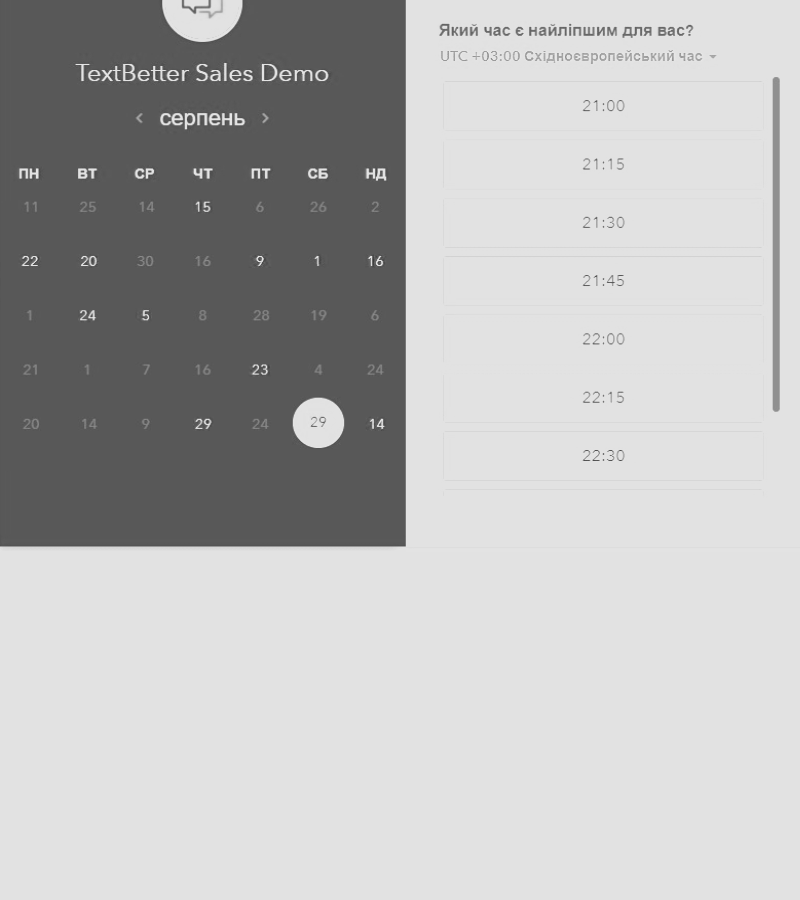 TextBetter Sales Demo
серпень
ПН ВТ СР ЧТ ПТ СБ НД
11 25 14 15 6 26 2
22 20 30 16 9 1 16
1 24 5 8 28 19 6
21 1 7 16 23 4 24
20 14 9 29 24 29 14
Який час є найліпшим для вас?
UTC +03:00 Східноєвропейський час
21:00
21:15
21:30
21:45
22:00
22:15
22:30